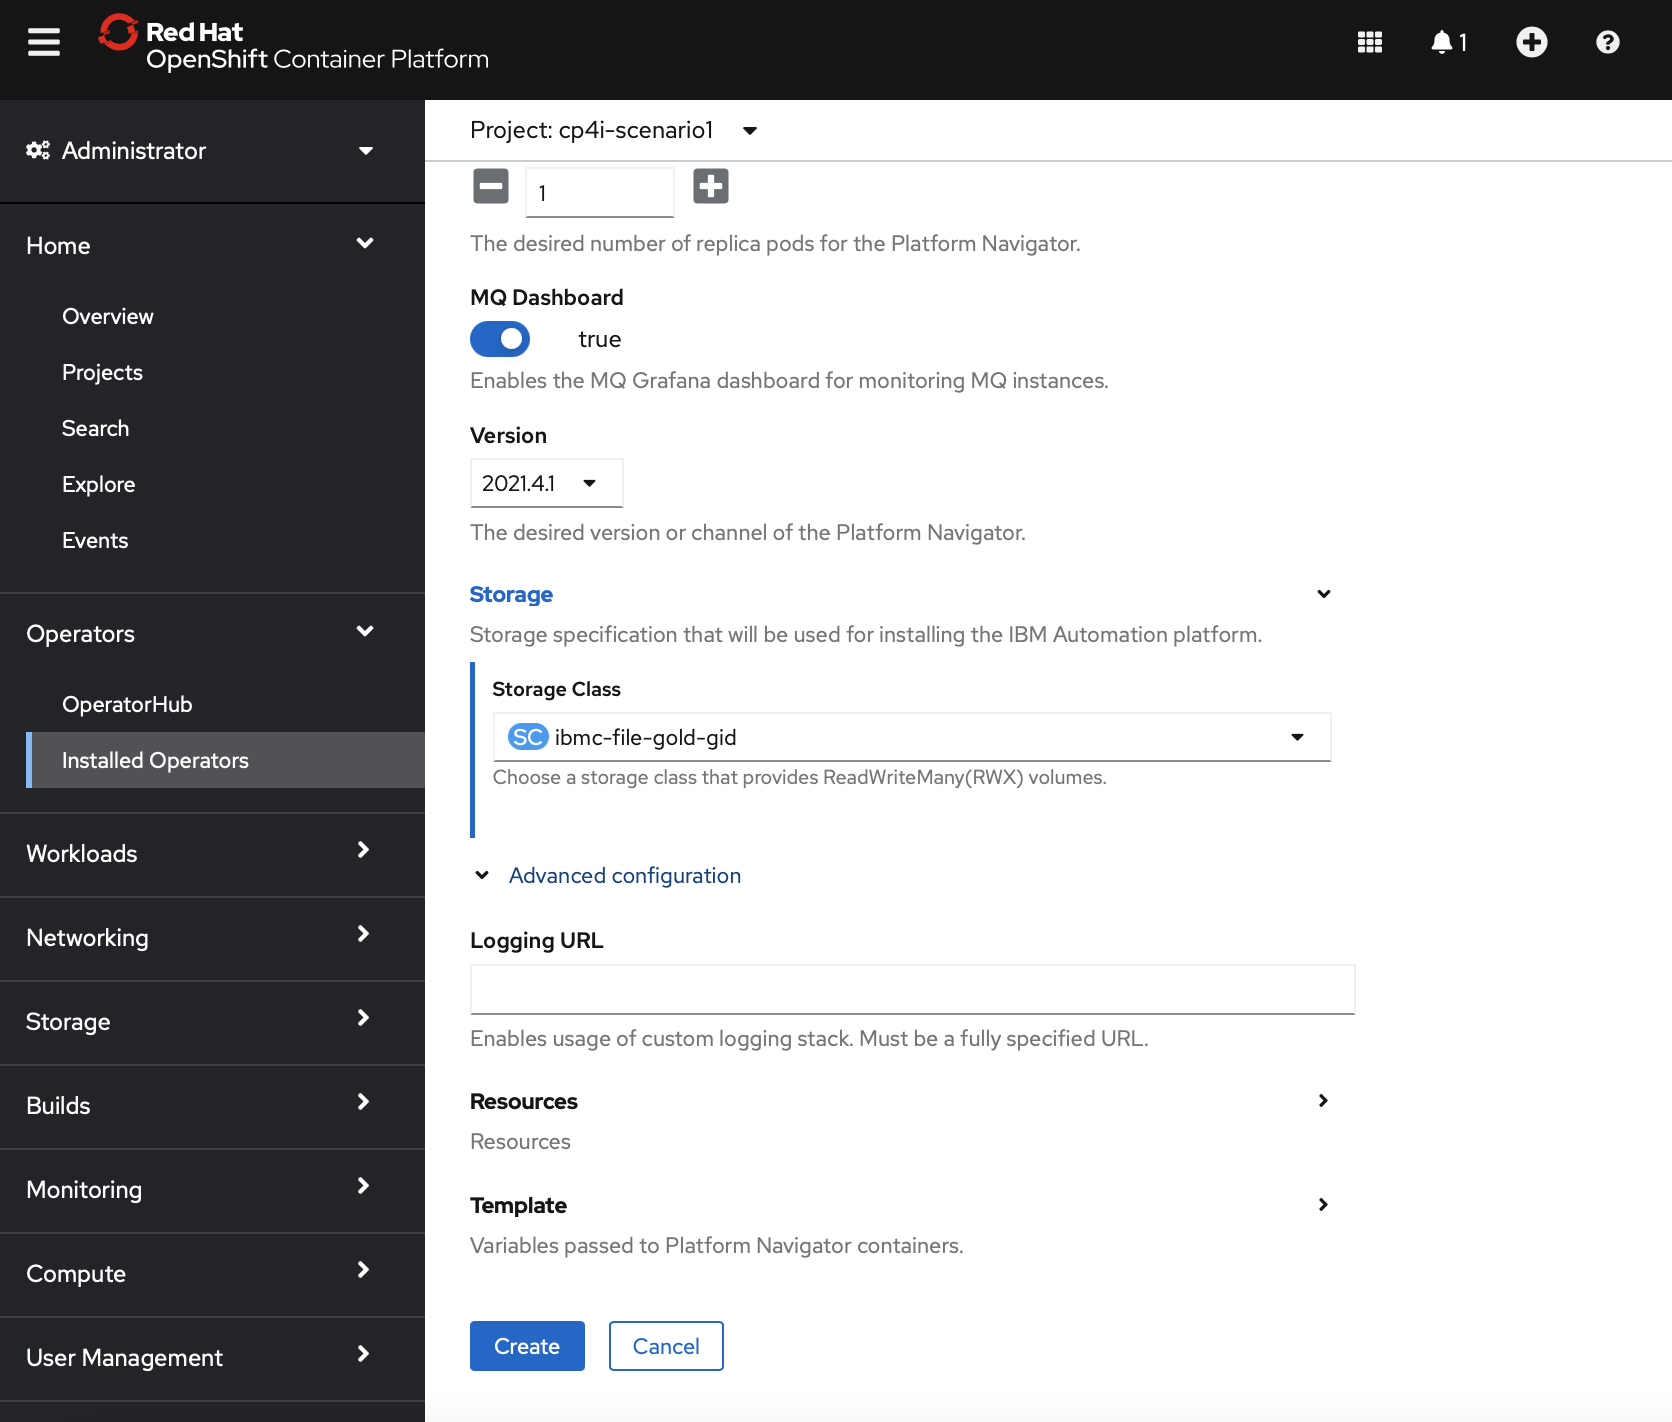 Red Hat
OpenShift Container Platform
1
Administrator
Home
Overview
Projects
Search
Explore
Events
Operators
OperatorHub
Installed Operators
Workloads
Networking
Storage
Builds
Monitoring
Compute
User Management
Project: cp4i-scenario1
1
The desired number of replica pods for the Platform Navigator.
MQ Dashboard
true
Enables the MQ Grafana dashboard for monitoring MQ instances.
Version
2021.4.1
The desired version or channel of the Platform Navigator.
Storage
Storage specification that will be used for installing the IBM Automation platform.
Storage Class
SC ibmc-file-gold-gid
Choose a storage class that provides ReadWriteMany(RWX) volumes.
Advanced configuration
Logging URL
Enables usage of custom logging stack. Must be a fully specified URL.
Resources
Resources
Template
Variables passed to Platform Navigator containers.
Create
Cancel